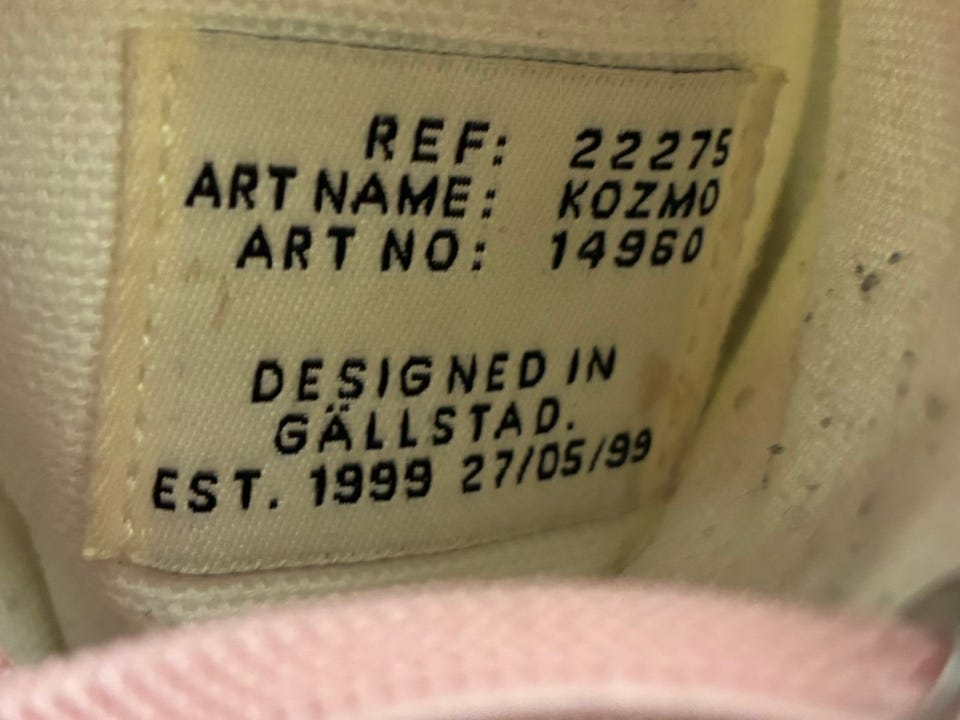 REF: 22275
ART NAME: KOZMO
ART NO: 14960
DESIGNED IN
GÄLLSTAD.
EST. 1999 27/05/99